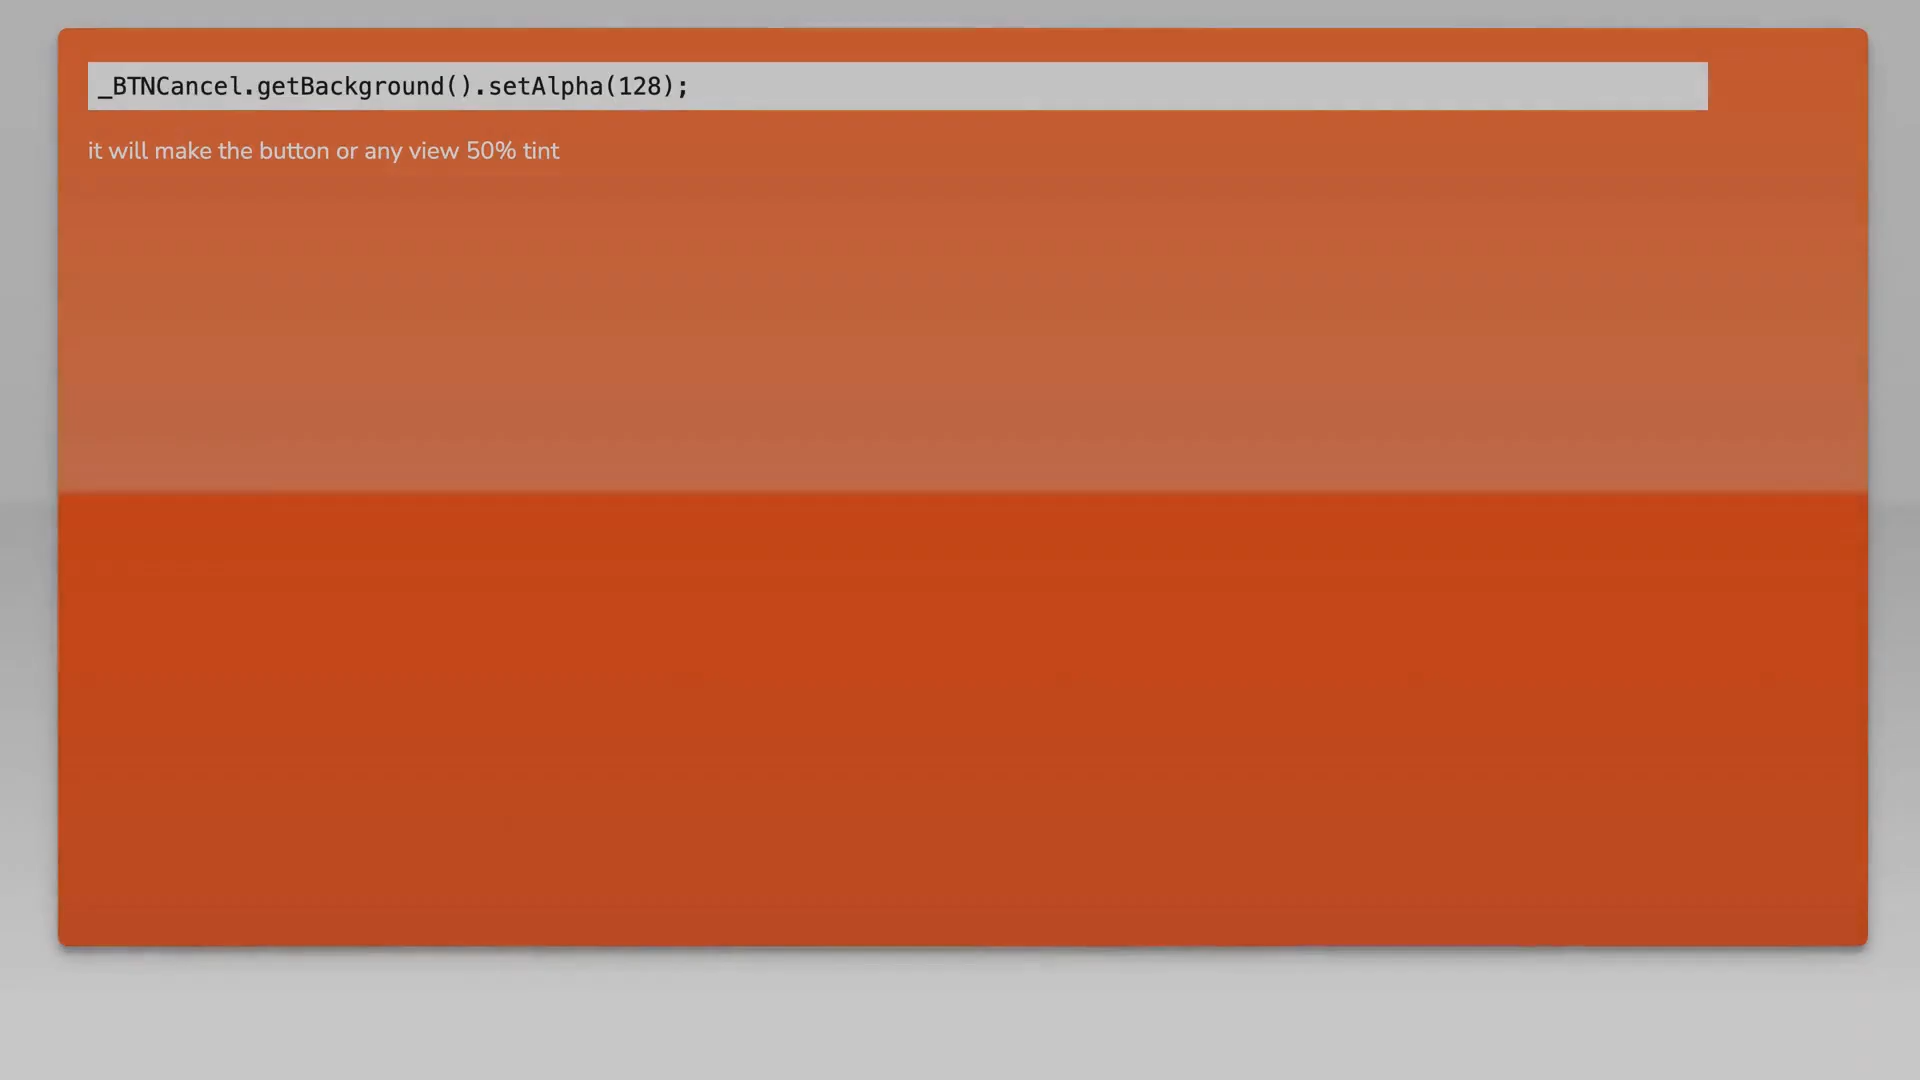 _BTNCancel.getBackground().setAlpha(128);
it will make the button or any view 50% tint